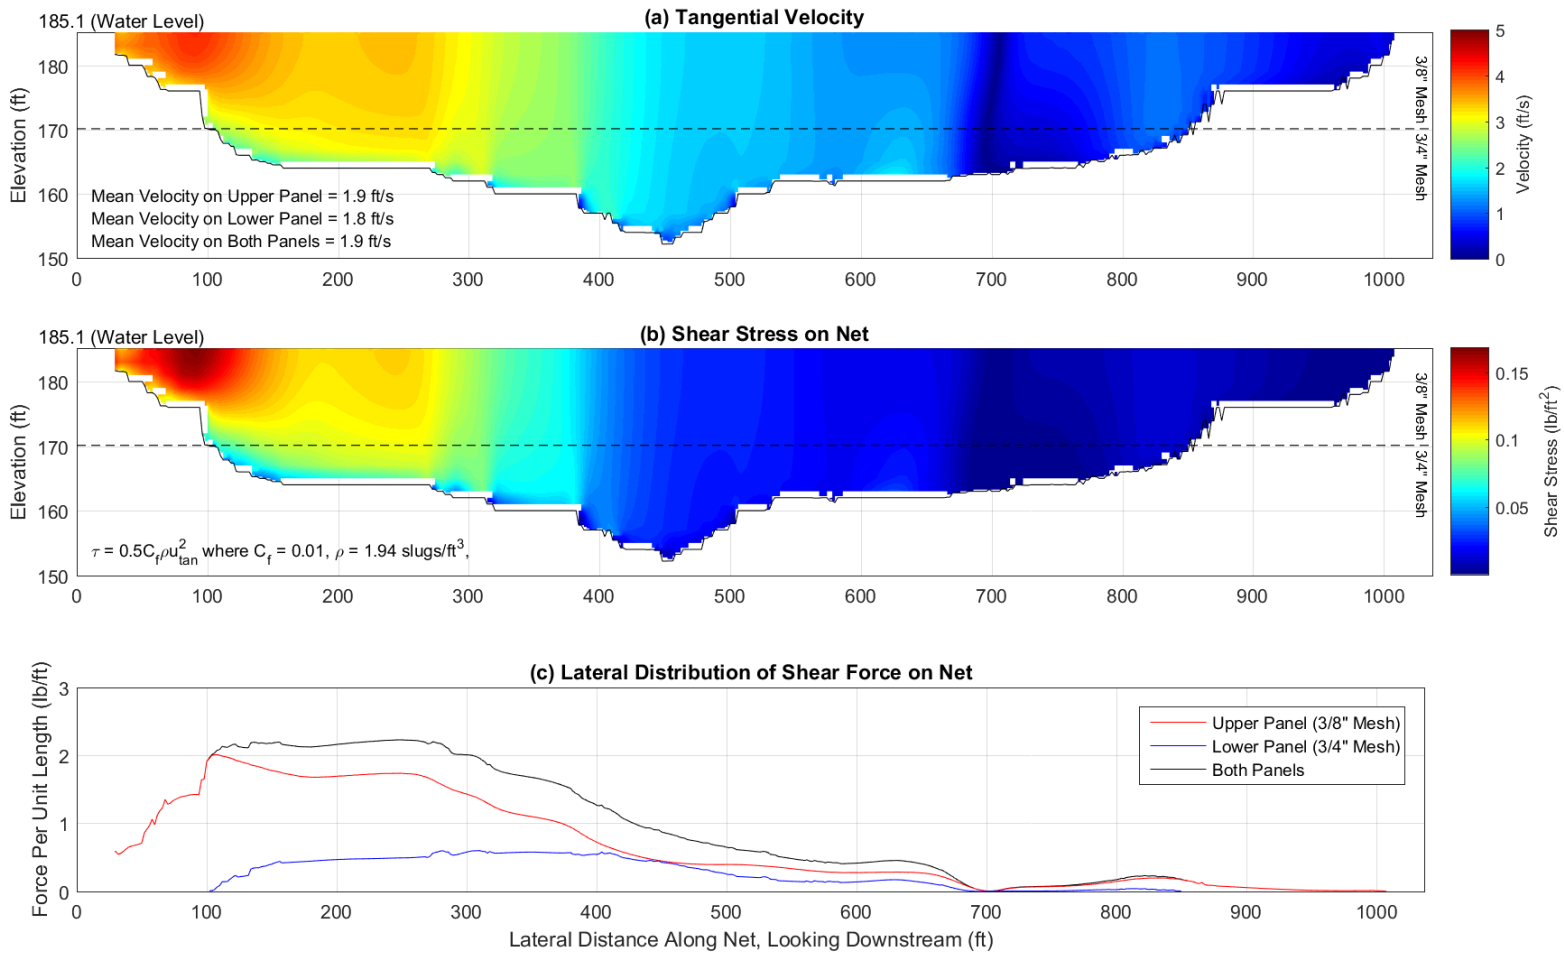 (a) Tangential Velocity
185.1 (Water Level)
180
170
160
150
Elevation (ft)
3/8" Mesh
3/4" Mesh
Mean Velocity on Upper Panel = 1.9 ft/s
Mean Velocity on Lower Panel = 1.8 ft/s
Mean Velocity on Both Panels = 1.9 ft/s
0 100 200 300 400 500 600 700 800 900 1000
5
4
3
2
1
0
Velocity (ft/s)
(b) Shear Stress on Net
185.1 (Water Level)
180
170
160
150
Elevation (ft)
3/8" Mesh
3/4" Mesh
τ = 0.5C_fρu²_tan where C_f = 0.01, ρ = 1.94 slugs/ft³,
0 100 200 300 400 500 600 700 800 900 1000
0.15
0.1
0.05
Shear Stress (lb/ft²)
(c) Lateral Distribution of Shear Force on Net
3
2
1
0
Force Per Unit Length (lb/ft)
Upper Panel (3/8" Mesh)
Lower Panel (3/4" Mesh)
Both Panels
0 100 200 300 400 500 600 700 800 900 1000
Lateral Distance Along Net, Looking Downstream (ft)